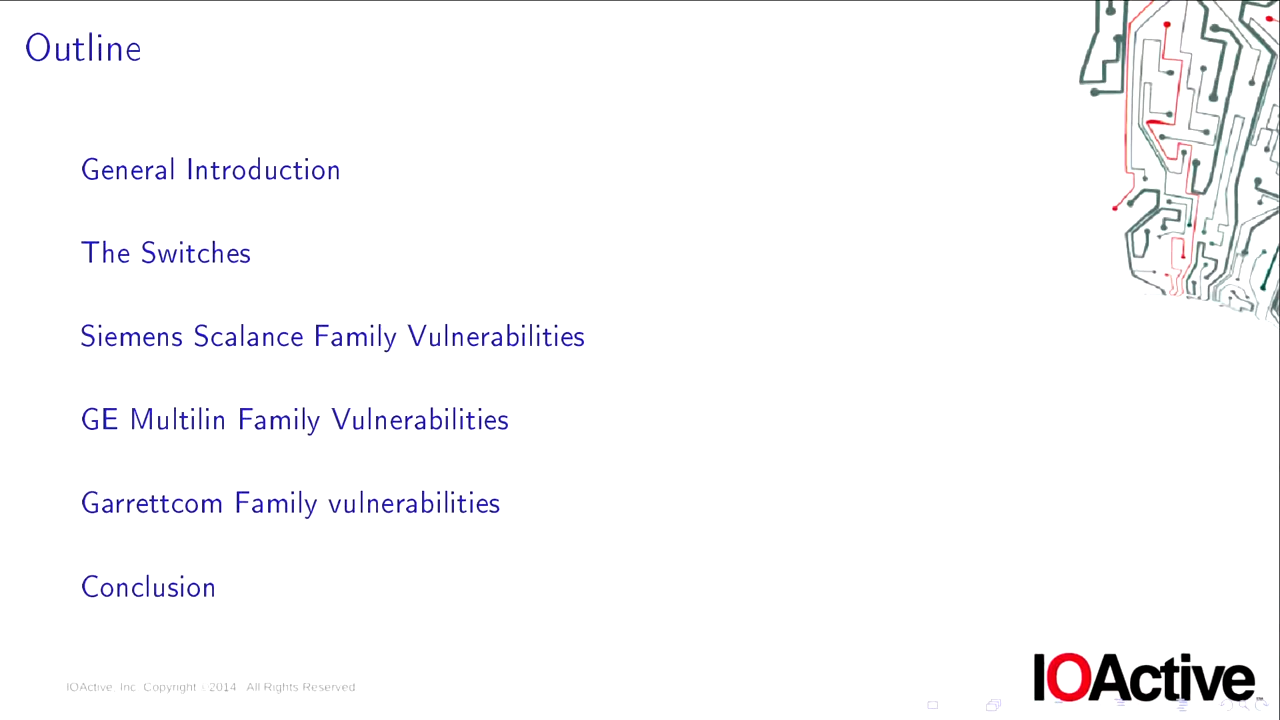 Outline
General Introduction
The Switches
Siemens Scalance Family Vulnerabilities
GE Multilin Family Vulnerabilities
Garrettcom Family vulnerabilities
Conclusion
IOActive, Inc. Copyright ©2014. All Rights Reserved.
IOActive™